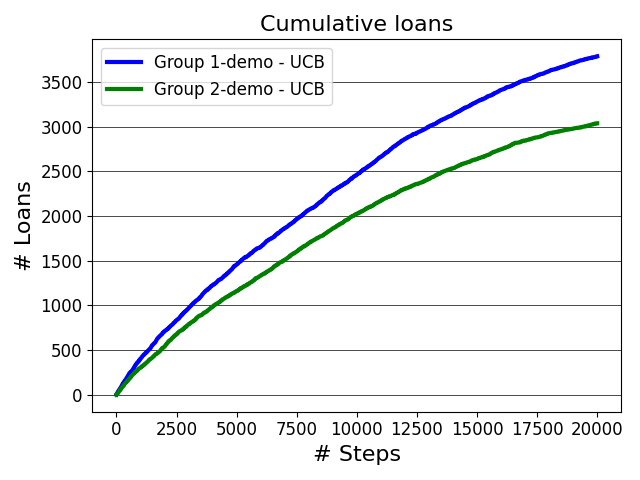 Cumulative loans
Group 1-demo - UCB
Group 2-demo - UCB
# Loans
3500
3000
2500
2000
1500
1000
500
0
0 2500 5000 7500 10000 12500 15000 17500 20000
# Steps